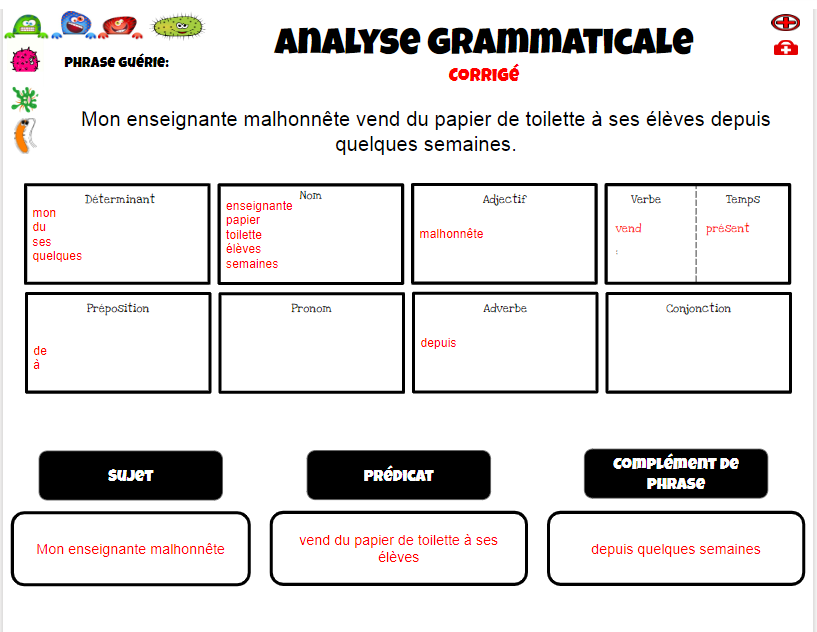 Analyse grammaticale
Corrigé
Phrase guérie:
Mon enseignante malhonnête vend du papier de toilette à ses élèves depuis
quelques semaines.
Déterminant
mon
du
ses
quelques
Nom
enseignante
papier
toilette
élèves
semaines
Adjectif
malhonnête
Verbe
vend
:
Temps
présent
Préposition
de
à
Pronom
Adverbe
depuis
Conjonction
Sujet
Prédicat
Complément de
phrase
Mon enseignante malhonnête
vend du papier de toilette à ses
élèves
depuis quelques semaines